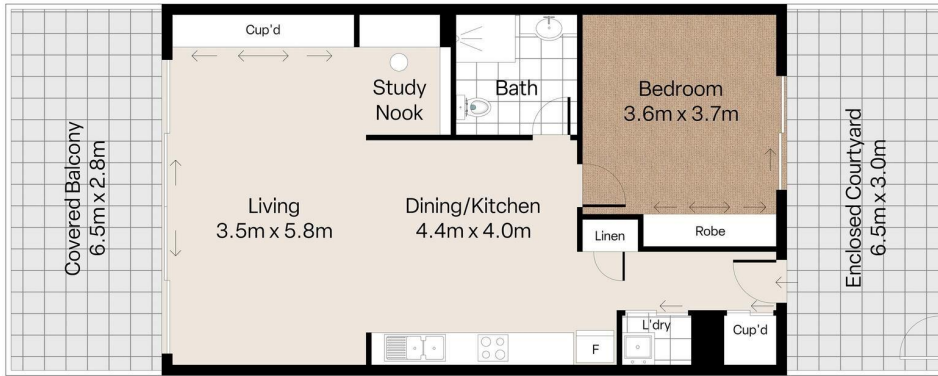 Cup'd
Study
Nook
Bath
Bedroom
3.6m x 3.7m
Covered Balcony
6.5m x 2.8m
Living
3.5m x 5.8m
Dining/Kitchen
4.4m x 4.0m
Linen
Robe
Enclosed Courtyard
6.5m x 3.0m
F
L'dry
Cup'd